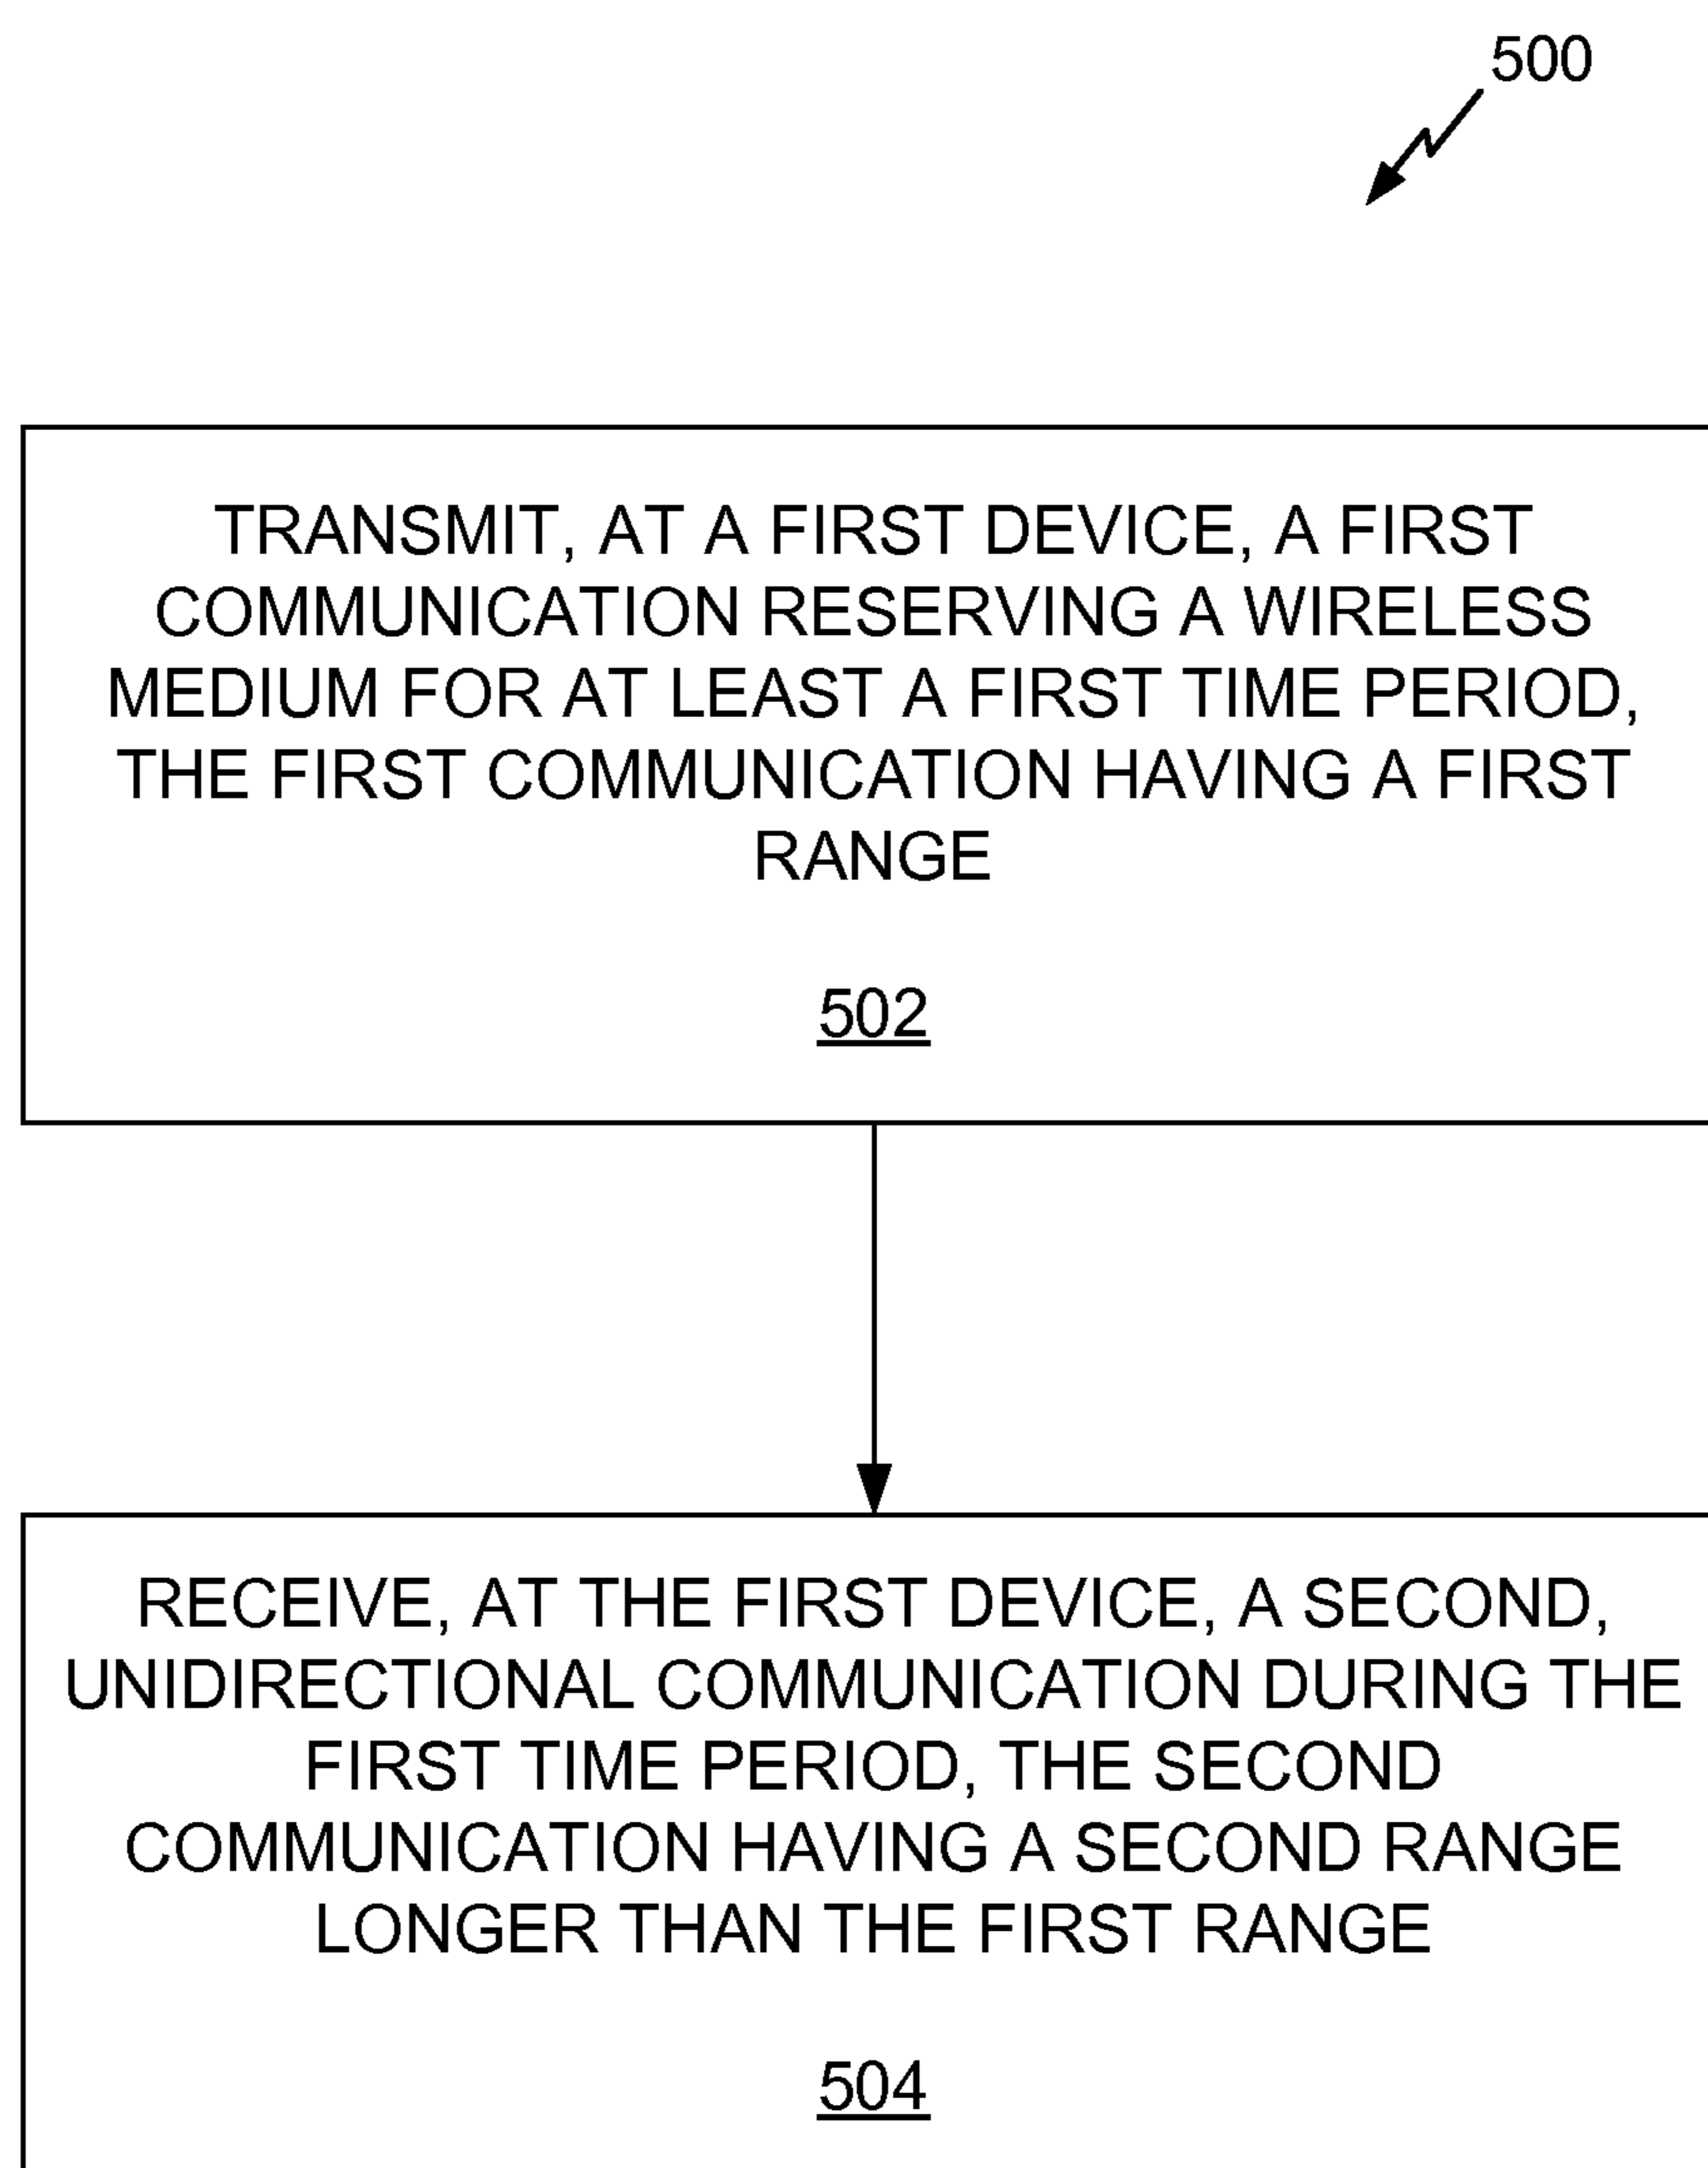 500
TRANSMIT, AT A FIRST DEVICE, A FIRST
COMMUNICATION RESERVING A WIRELESS
MEDIUM FOR AT LEAST A FIRST TIME PERIOD,
THE FIRST COMMUNICATION HAVING A FIRST
RANGE
502
RECEIVE, AT THE FIRST DEVICE, A SECOND,
UNIDIRECTIONAL COMMUNICATION DURING THE
FIRST TIME PERIOD, THE SECOND
COMMUNICATION HAVING A SECOND RANGE
LONGER THAN THE FIRST RANGE
504